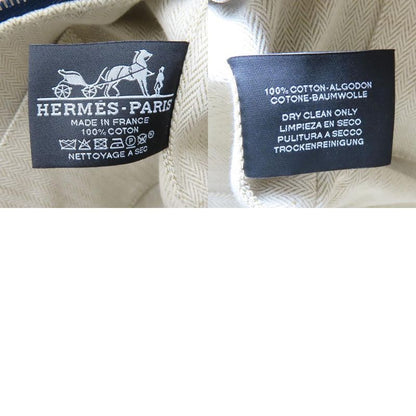 HERMÈS-PARIS
MADE IN FRANCE
100% COTON
NETTOYAGE A SEC
100% COTTON-ALGODON
COTONE-BAUMWOLLE
DRY CLEAN ONLY
LIMPIEZA EN SECO
PULITURA A SECCO
TROCKENREINIGUNG